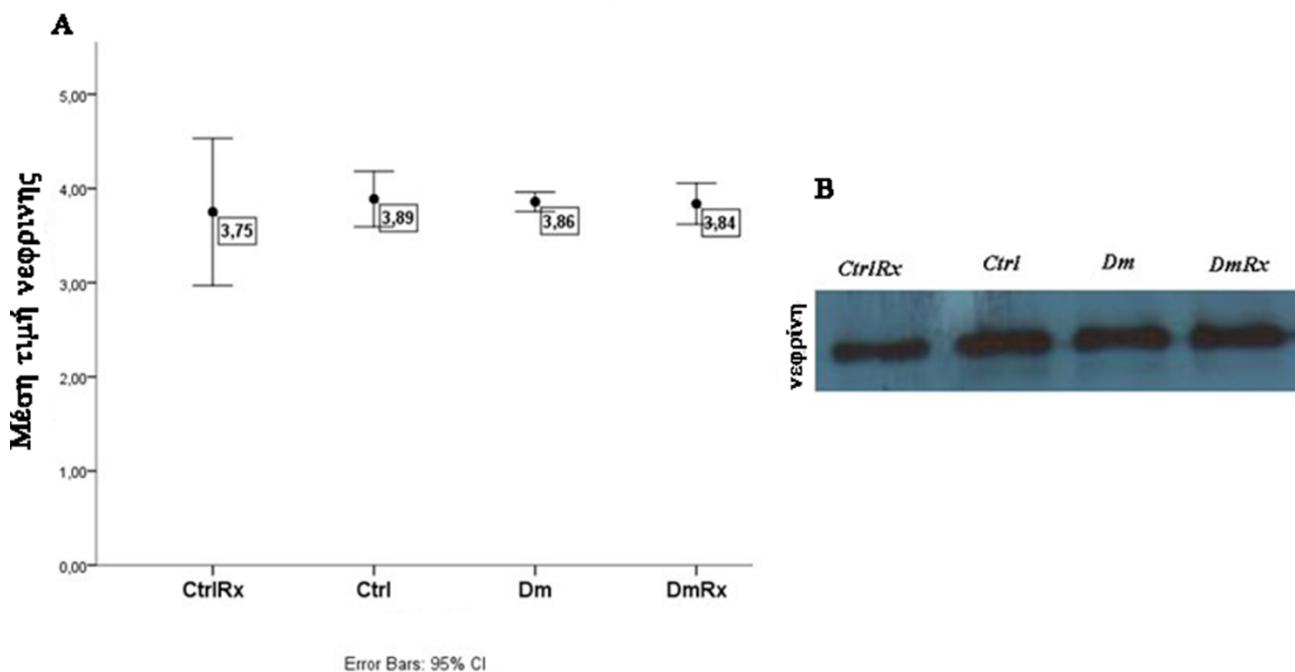 A
Μέση τιμή νεφρινης
5,00
4,00
3,00
2,00
1,00
0,00
3,75
3,89
3,86
3,84
CtrlRx Ctrl Dm DmRx
Error Bars: 95% CI
B
CtrlRx Ctrl Dm DmRx
νεφρίνη